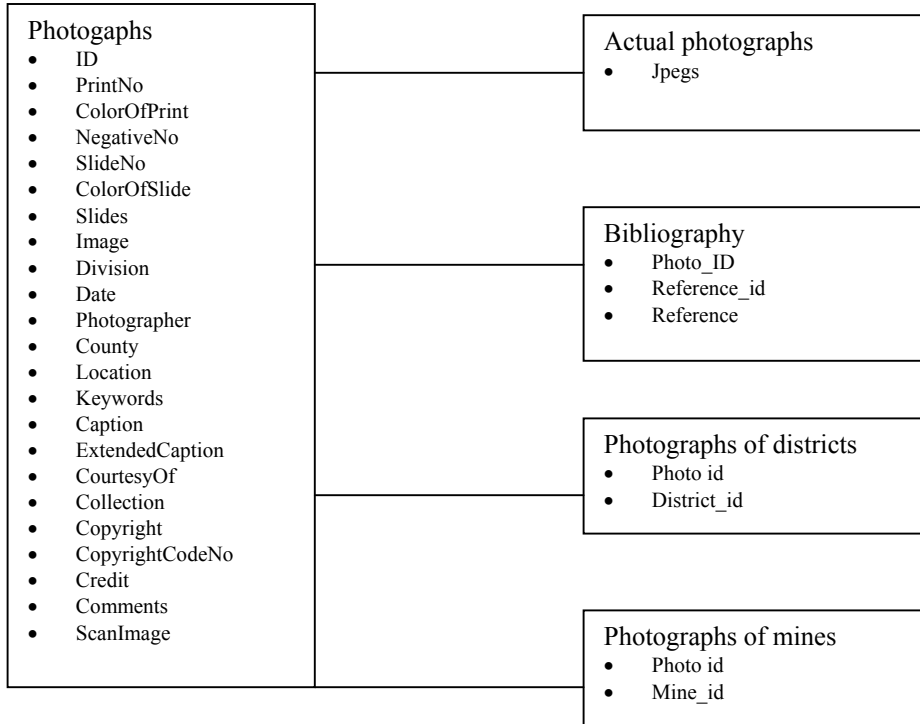 Photogaphs
• ID
• PrintNo
• ColorOfPrint
• NegativeNo
• SlideNo
• ColorOfSlide
• Slides
• Image
• Division
• Date
• Photographer
• County
• Location
• Keywords
• Caption
• ExtendedCaption
• CourtesyOf
• Collection
• Copyright
• CopyrightCodeNo
• Credit
• Comments
• ScanImage
Actual photographs
• Jpegs
Bibliography
• Photo_ID
• Reference_id
• Reference
Photographs of districts
• Photo id
• District_id
Photographs of mines
• Photo id
• Mine_id